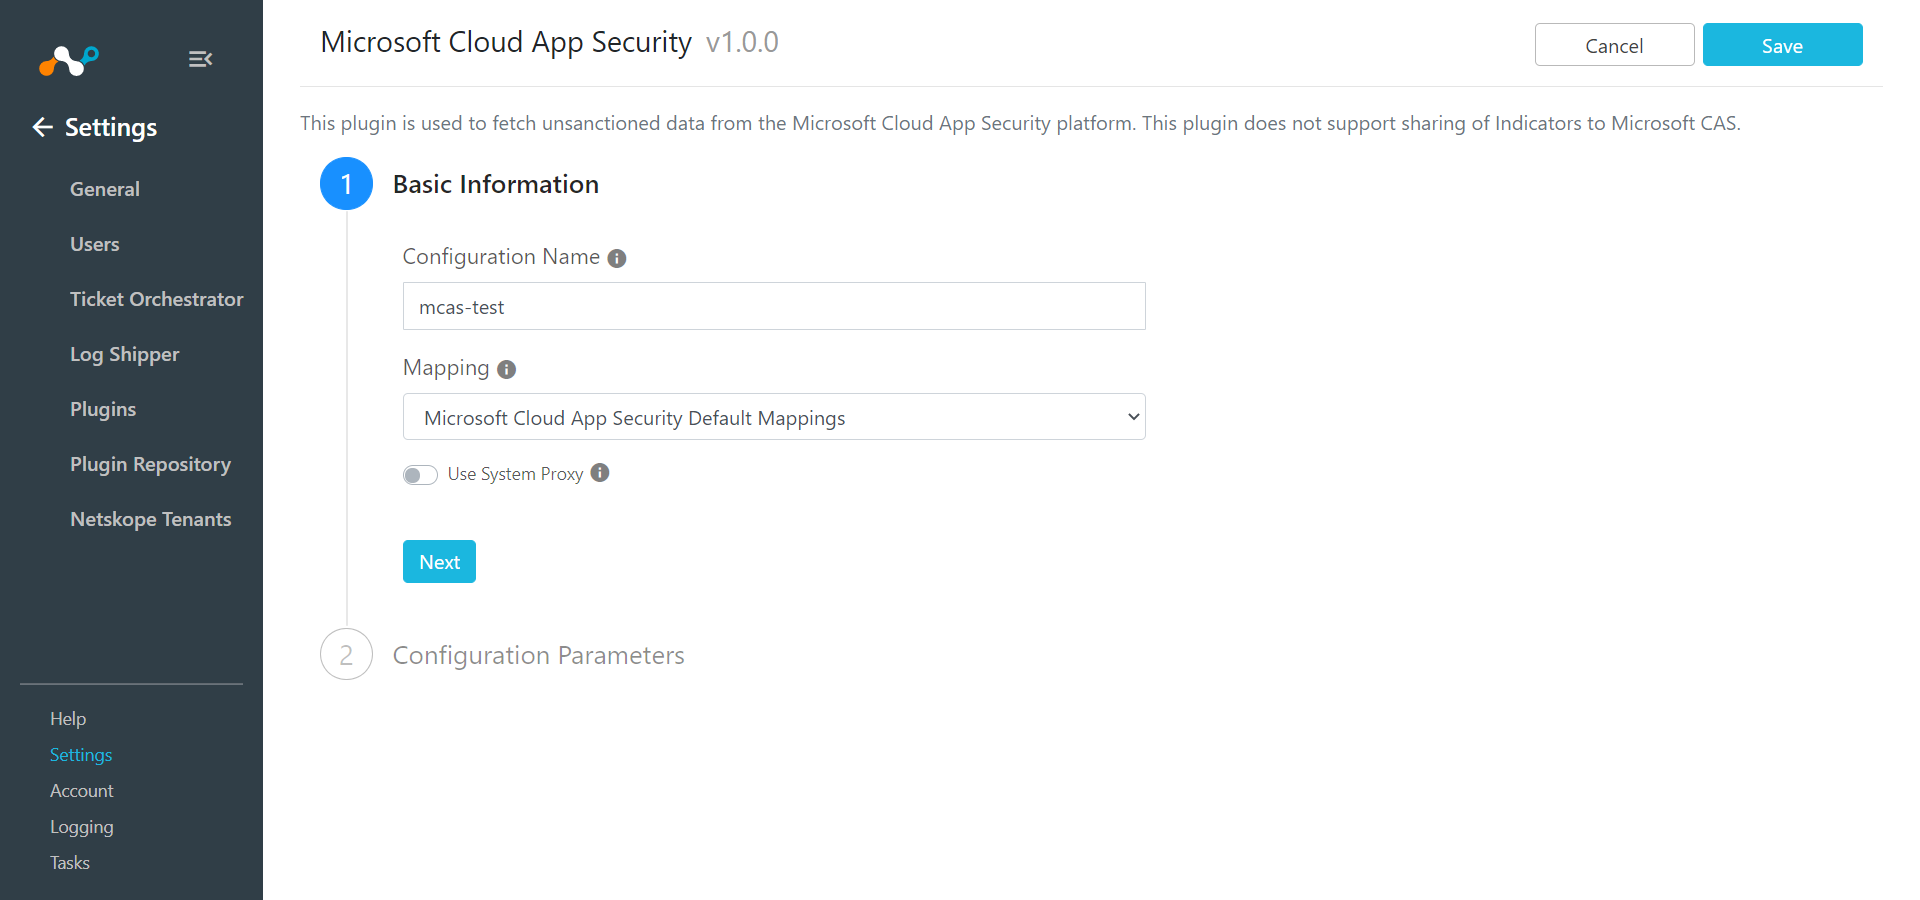 Settings
General
Users
Ticket Orchestrator
Log Shipper
Plugins
Plugin Repository
Netskope Tenants
Help
Settings
Account
Logging
Tasks
Microsoft Cloud App Security v1.0.0
Cancel
Save
This plugin is used to fetch unsanctioned data from the Microsoft Cloud App Security platform. This plugin does not support sharing of Indicators to Microsoft CAS.
1 Basic Information
Configuration Name
mcas-test
Mapping
Microsoft Cloud App Security Default Mappings
Use System Proxy
Next
2 Configuration Parameters